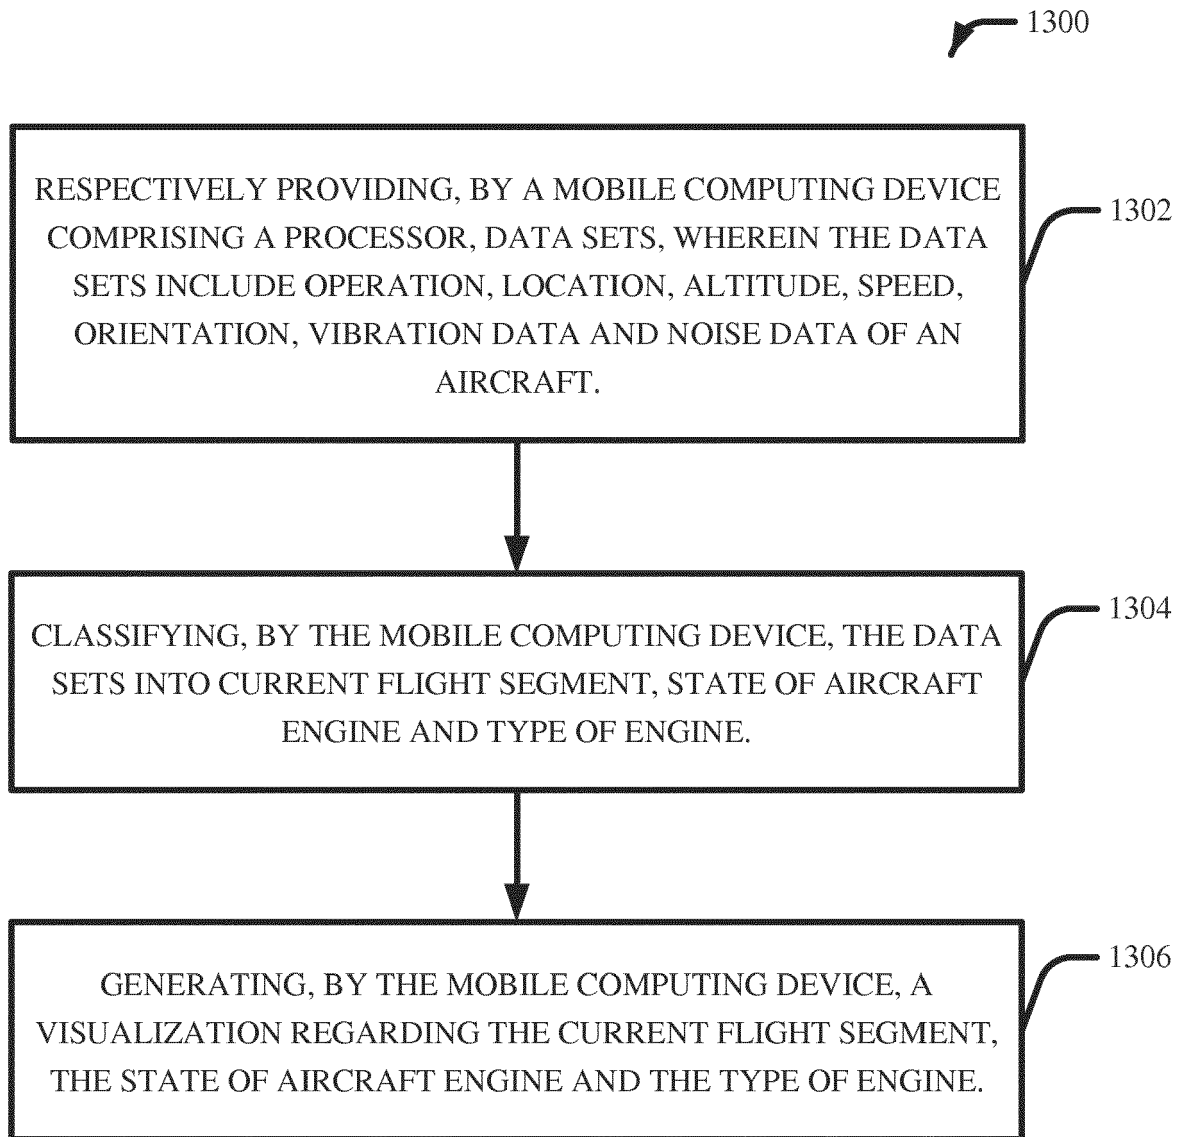 1300
RESPECTIVELY PROVIDING, BY A MOBILE COMPUTING DEVICE
COMPRISING A PROCESSOR, DATA SETS, WHEREIN THE DATA
SETS INCLUDE OPERATION, LOCATION, ALTITUDE, SPEED,
ORIENTATION, VIBRATION DATA AND NOISE DATA OF AN
AIRCRAFT.
1302
CLASSIFYING, BY THE MOBILE COMPUTING DEVICE, THE DATA
SETS INTO CURRENT FLIGHT SEGMENT, STATE OF AIRCRAFT
ENGINE AND TYPE OF ENGINE.
1304
GENERATING, BY THE MOBILE COMPUTING DEVICE, A
VISUALIZATION REGARDING THE CURRENT FLIGHT SEGMENT,
THE STATE OF AIRCRAFT ENGINE AND THE TYPE OF ENGINE.
1306